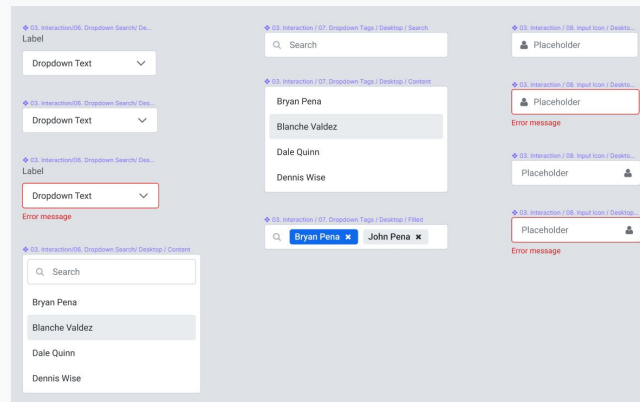 03. Interaction/06. Dropdown Search/ De...
Label
Dropdown Text
03. Interaction/06. Dropdown Search/ Des...
Dropdown Text
03. Interaction/06. Dropdown Search/ Des...
Label
Dropdown Text
Error message
03. Interaction/06. Dropdown Search/ Desktop / Content
Search
Bryan Pena
Blanche Valdez
Dale Quinn
Dennis Wise
03. Interaction / 07. Dropdown Tags / Desktop / Search
Search
03. Interaction / 07. Dropdown Tags / Desktop / Content
Bryan Pena
Blanche Valdez
Dale Quinn
Dennis Wise
03. Interaction / 07. Dropdown Tags / Desktop / Filled
Bryan Pena × John Pena ×
03. Interaction / 08. Input Icon / Deskto...
Placeholder
03. Interaction / 08. Input Icon / Deskto...
Placeholder
Error message
03. Interaction / 08. Input Icon / Deskto...
Placeholder
03. Interaction / 08. Input Icon / Desktop...
Placeholder
Error message